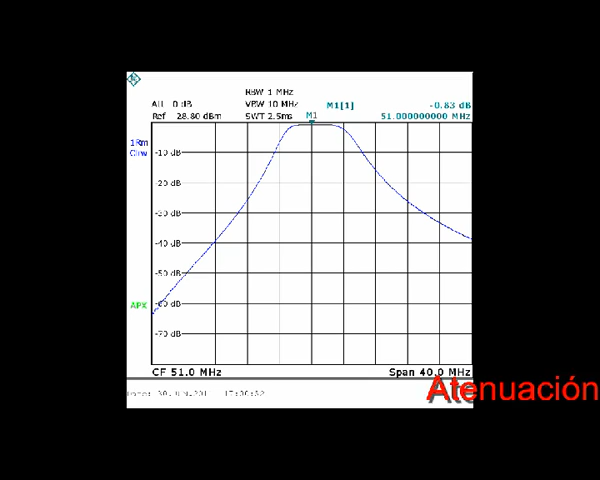 RBW 1 MHz
Att 0 dB VBW 10 MHz M1[1] -0.83 dB
Ref 28.80 dBm SWT 2.5ms M1 51.000000000 MHz
1Rm
Clrw
-10 dB
-20 dB
-30 dB
-40 dB
-50 dB
APX
-60 dB
-70 dB
CF 51.0 MHz Span 40.0 MHz
Atenuación